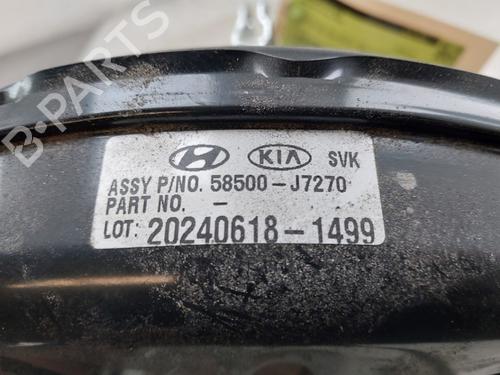 B-PARTS
KIA SVK
ASSY P/NO. 58500-J7270
PART NO. -
LOT: 20240618-1499